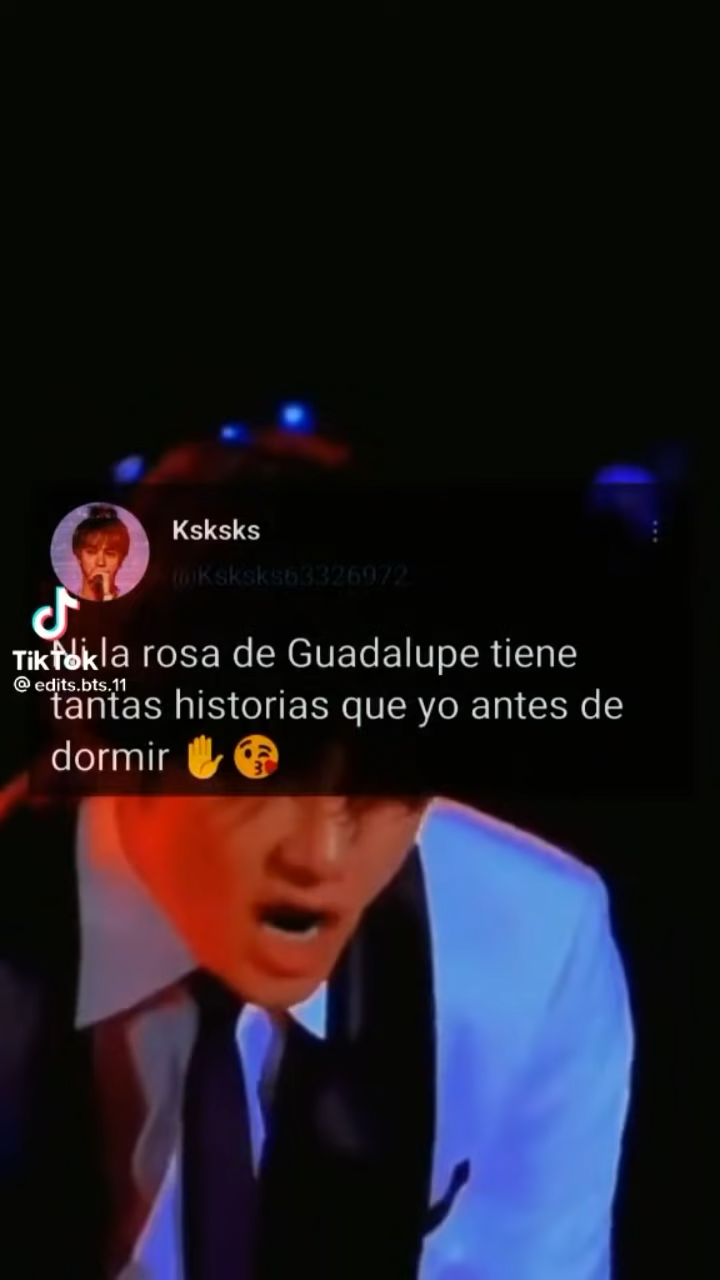 Ksksks
@Ksksks63326972
Ni la rosa de Guadalupe tiene
tantas historias que yo antes de
dormir ✋😘
TikTok
@ edits.bts.11